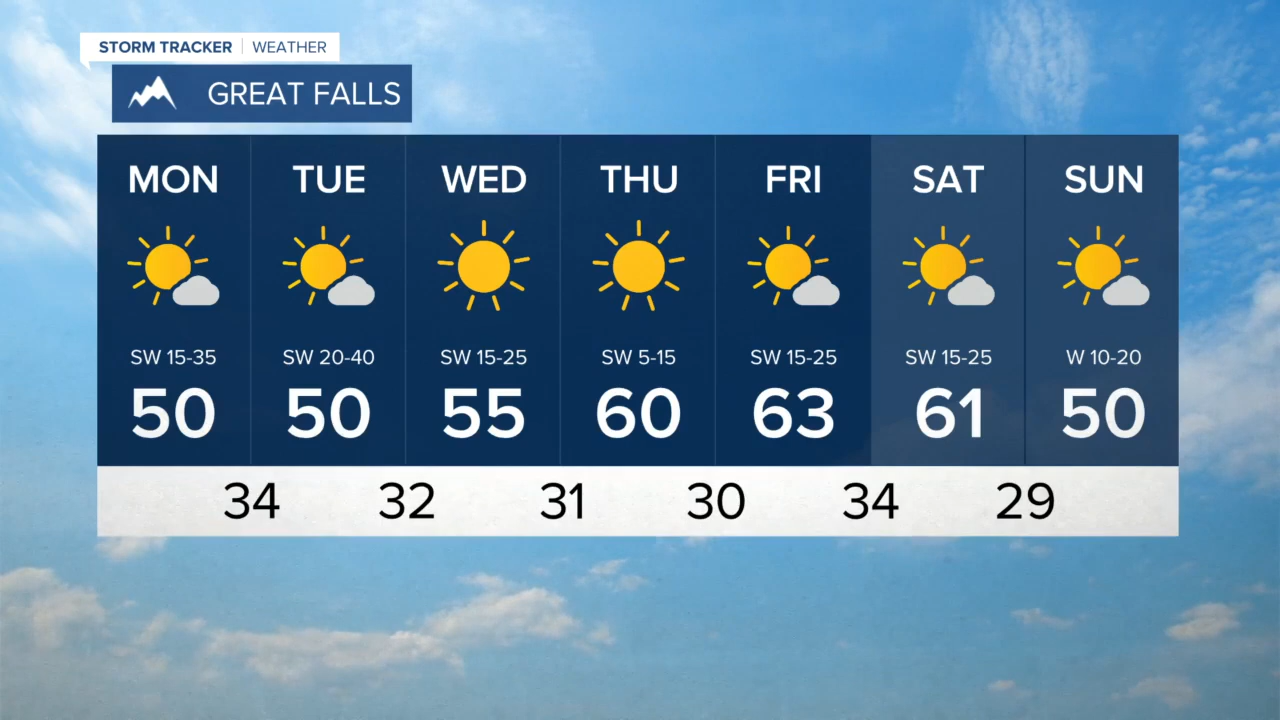 STORM TRACKER | WEATHER
GREAT FALLS
MON TUE WED THU FRI SAT SUN
SW 15-35 SW 20-40 SW 15-25 SW 5-15 SW 15-25 SW 15-25 W 10-20
50 50 55 60 63 61 50
34 32 31 30 34 29